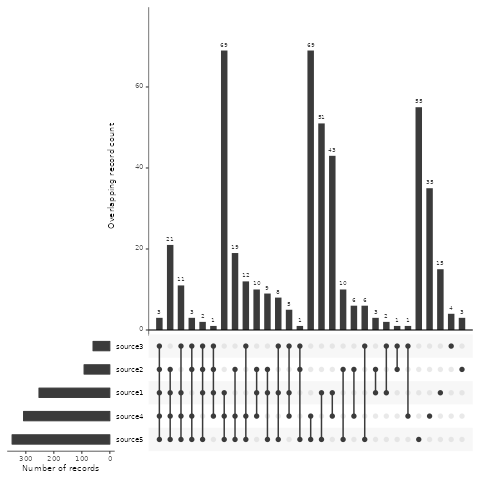 69 69
60
55
51
43
40
35
21 19
20
15
11 12 10 9 8 10
3 3 2 1 5 1 6 6 3 2 1 1 4 3
0
Overlapping record count
source3
source2
source1
source4
source5
300 200 100 0
Number of records